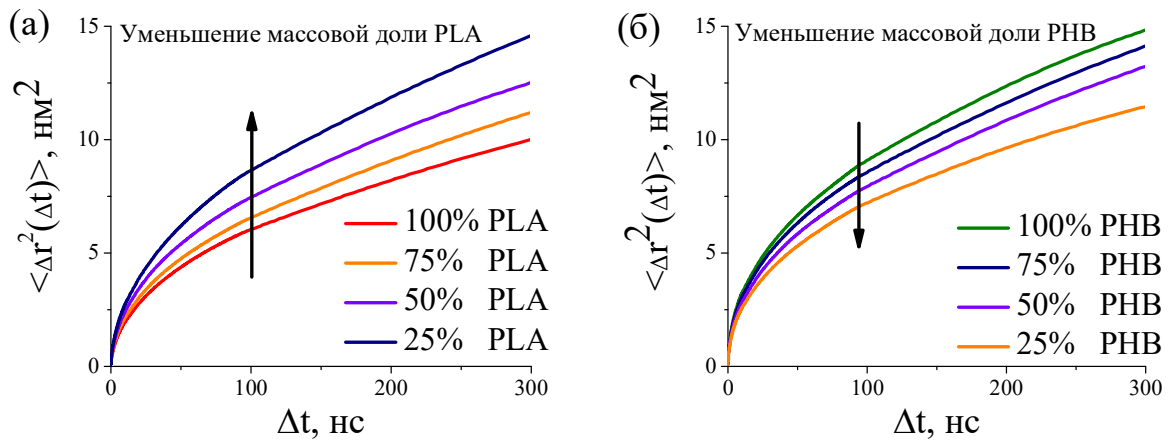 (а)
Уменьшение массовой доли PLA
<Δr²(Δt)>, нм²
15
10
5
0
100% PLA
75% PLA
50% PLA
25% PLA
0
100
200
300
Δt, нс
(б)
Уменьшение массовой доли PHB
<Δr²(Δt)>, нм²
15
10
5
0
100% PHB
75% PHB
50% PHB
25% PHB
0
100
200
300
Δt, нс